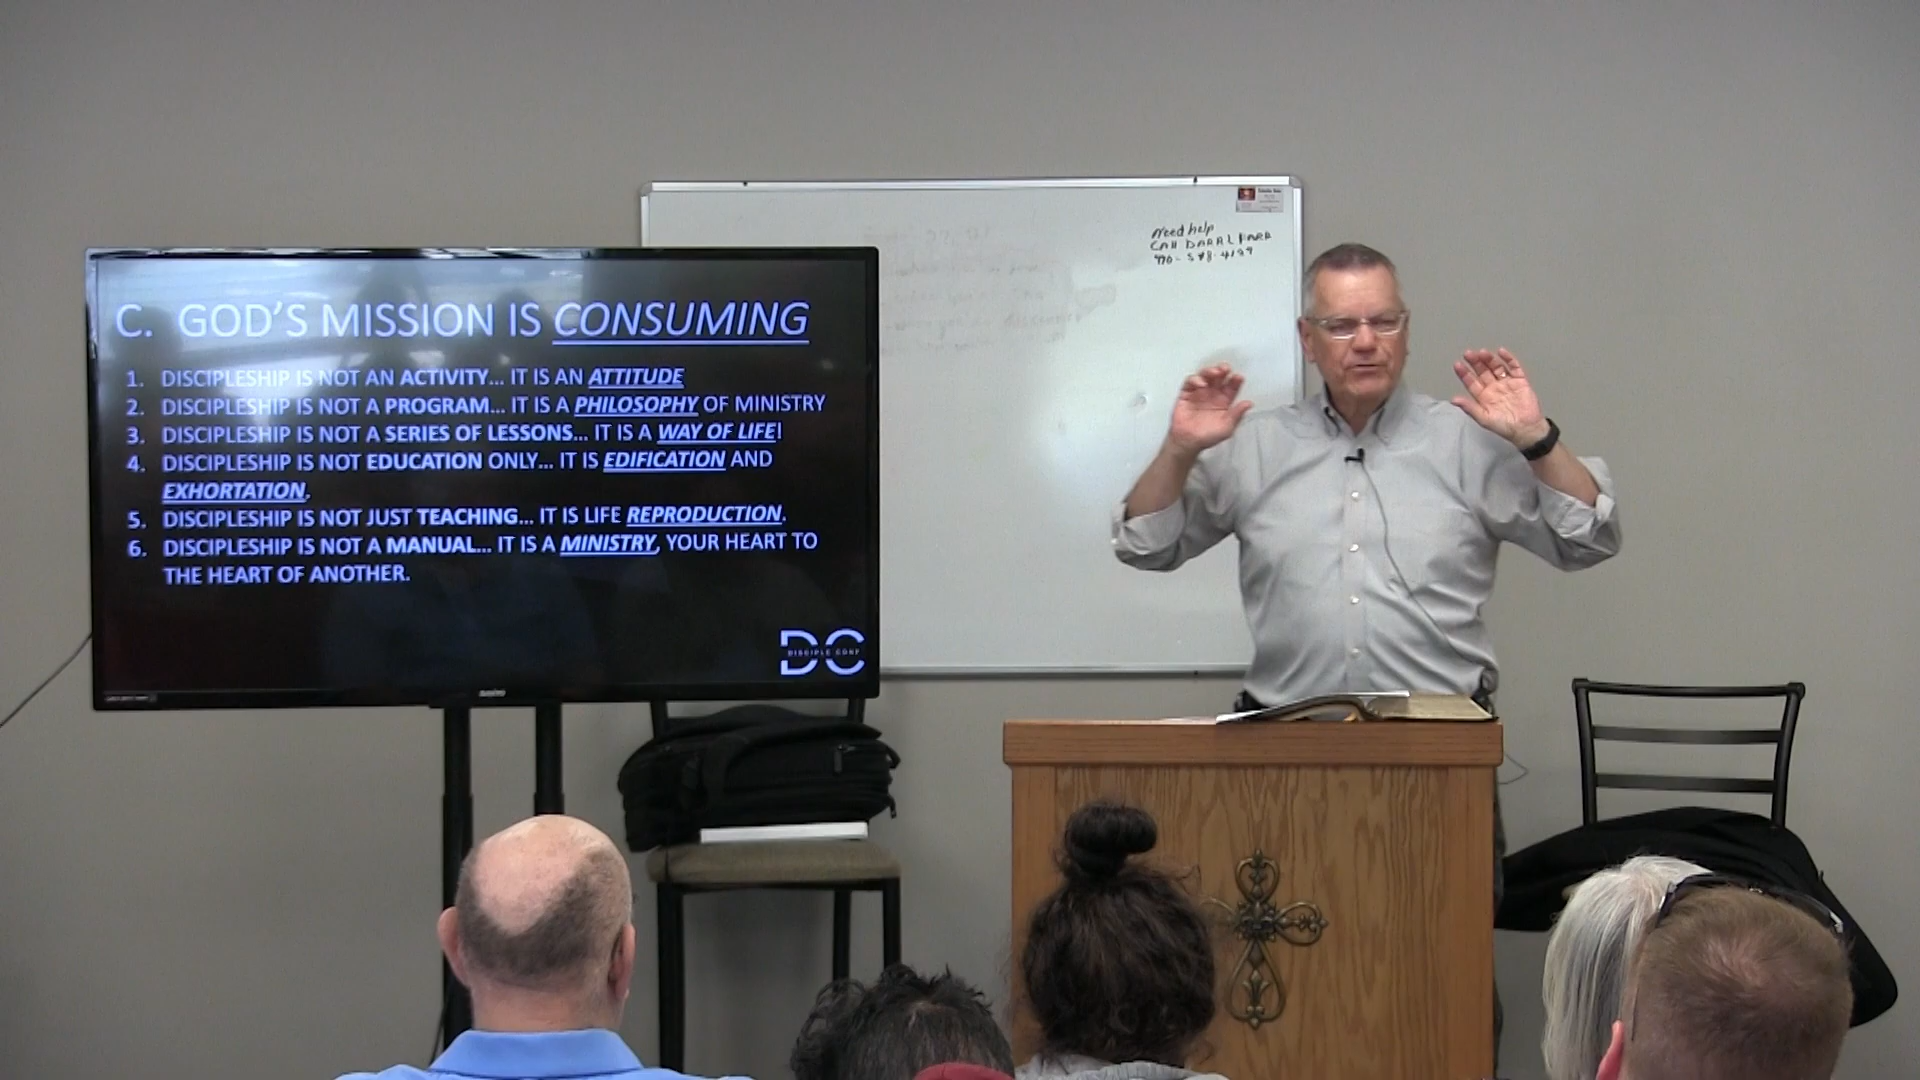 C. GOD'S MISSION IS CONSUMING
1. DISCIPLESHIP IS NOT AN ACTIVITY... IT IS AN ATTITUDE
2. DISCIPLESHIP IS NOT A PROGRAM... IT IS A PHILOSOPHY OF MINISTRY
3. DISCIPLESHIP IS NOT A SERIES OF LESSONS... IT IS A WAY OF LIFE!
4. DISCIPLESHIP IS NOT EDUCATION ONLY... IT IS EDIFICATION AND
EXHORTATION.
5. DISCIPLESHIP IS NOT JUST TEACHING... IT IS LIFE REPRODUCTION.
6. DISCIPLESHIP IS NOT A MANUAL... IT IS A MINISTRY, YOUR HEART TO
THE HEART OF ANOTHER.
DC
DISCIPLE CONF
SANYO
Need help
CALL DARAL